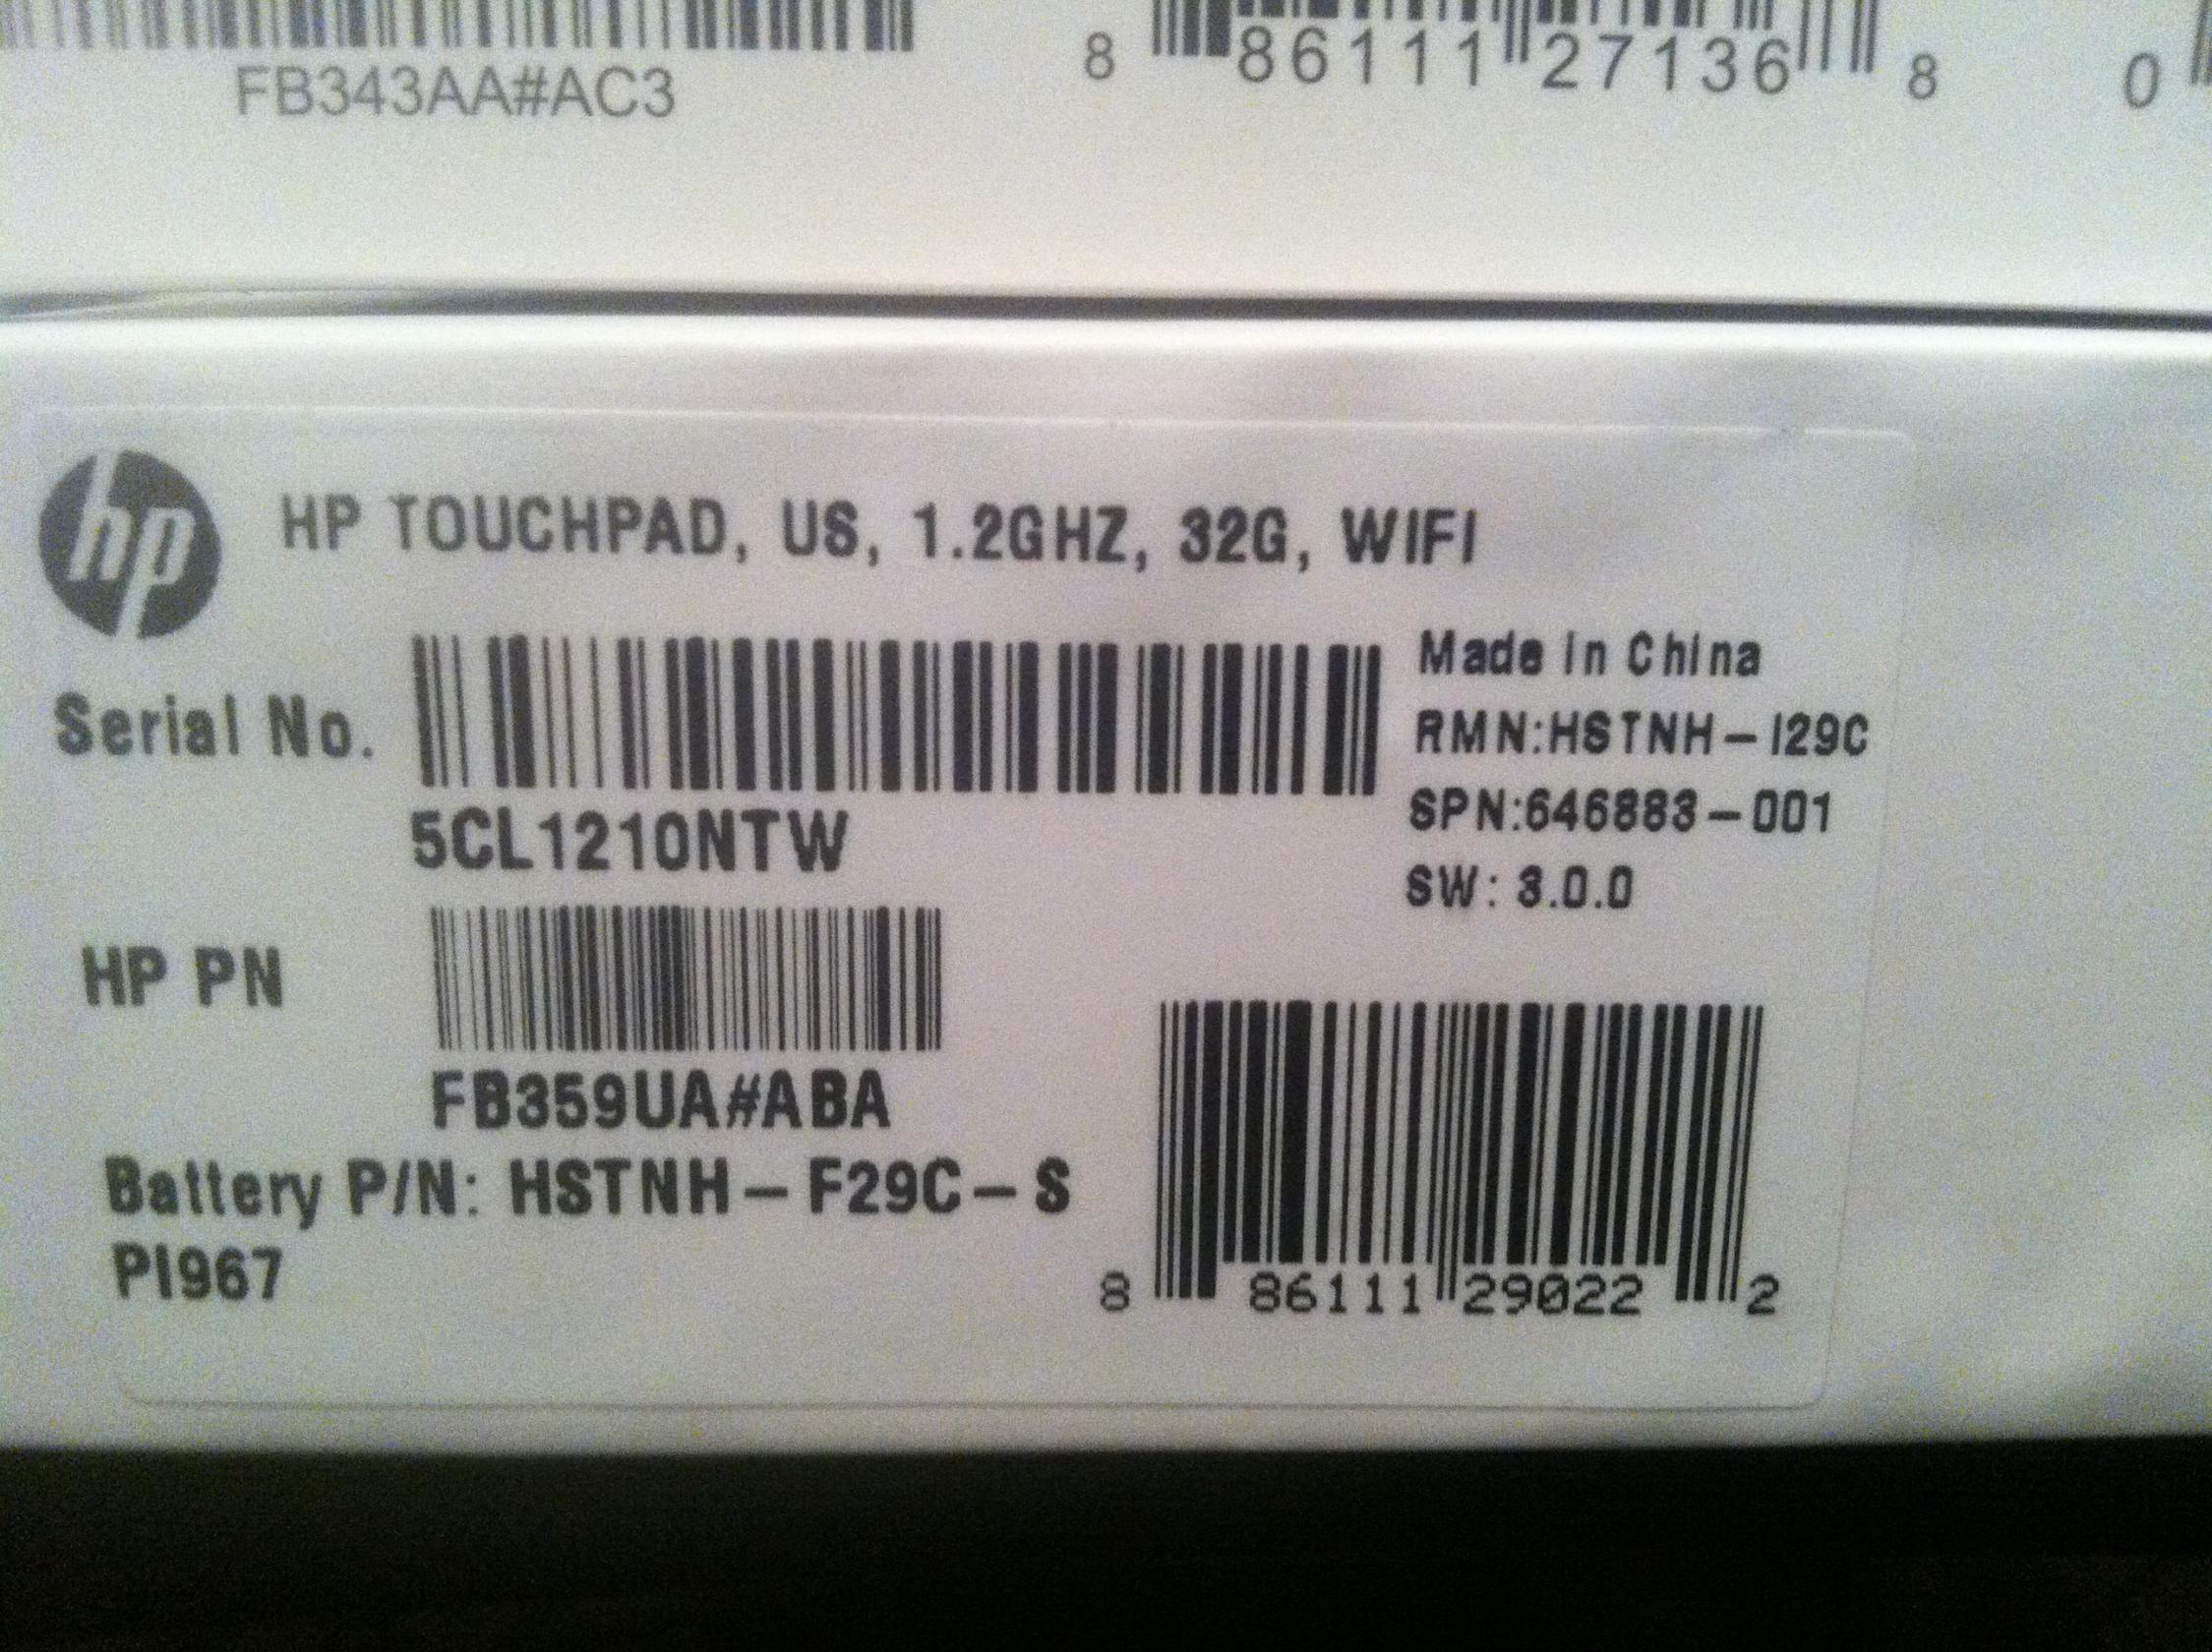 FB343AA#AC3
8 86111 27136 8
0
hp
HP TOUCHPAD, US, 1.2GHZ, 32G, WIFI
Serial No.
5CL1210NTW
Made In China
RMN:HSTNH-I29C
SPN:646883-001
SW: 3.0.0
HP PN
FB359UA#ABA
Battery P/N: HSTNH-F29C-S
PI967
8 86111 29022 2